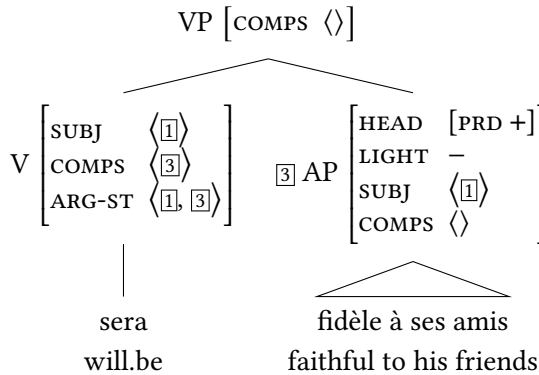 VP [COMPS ⟨⟩]
V [SUBJ ⟨1⟩ COMPS ⟨3⟩ ARG-ST ⟨1, 3⟩]
3 AP [HEAD [PRD +] LIGHT − SUBJ ⟨1⟩ COMPS ⟨⟩]
sera
will.be
fidèle à ses amis
faithful to his friends